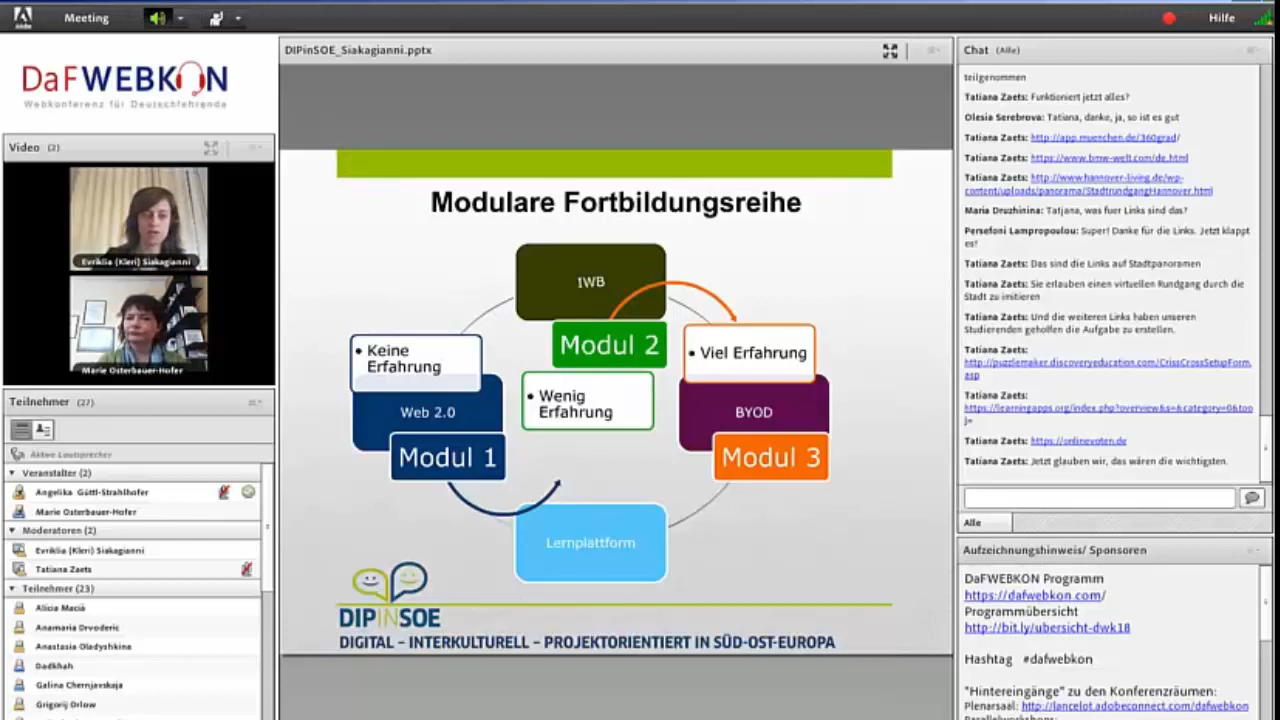 Adobe
Meeting
Hilfe
DaFWEBKON
Webkonferenz für Deutschlehrende
Video (2)
Evriklia (Kleri) Siakagianni
Marie Osterbauer-Hofer
Teilnehmer (27)
Aktive Lautsprecher
Veranstalter (2)
Angelika Güttl-Strahlhofer
Marie Osterbauer-Hofer
Moderatoren (2)
Evriklia (Kleri) Siakagianni
Tatiana Zaets
Teilnehmer (23)
Alicia Macià
Anamaria Drvoderic
Anastasia Oladyshkina
Dadkhah
Galina Chernjavskaja
Grigorij Orlow
DIPinSOE_Siakagianni.pptx
Modulare Fortbildungsreihe
IWB
Modul 2
• Keine
Erfahrung
• Viel Erfahrung
• Wenig
Erfahrung
Web 2.0
BYOD
Modul 1
Modul 3
Lernplattform
DIPINSOE
DIGITAL – INTERKULTURELL – PROJEKTORIENTIERT IN SÜD-OST-EUROPA
Chat (Alle)
teilgenommen
Tatiana Zaets: Funktioniert jetzt alles?
Olesia Serebrova: Tatiana, danke, ja, so ist es gut
Tatiana Zaets: http://app.muenchen.de/360grad/
Tatiana Zaets: https://www.bmw-welt.com/de.html
Tatiana Zaets: http://www.hannover-living.de/wp-
content/uploads/panorama/StadtrundgangHannover.html
Maria Druzhinina: Tatjana, was fuer Links sind das?
Persefoni Lampropoulou: Super! Danke für die Links. Jetzt klappt
es!
Tatiana Zaets: Das sind die Links auf Stadtpanoramen
Tatiana Zaets: Sie erlauben einen virtuellen Rundgang durch die
Stadt zu imitieren
Tatiana Zaets: Und die weiteren Links haben unseren
Studierenden geholfen die Aufgabe zu erstellen.
Tatiana Zaets:
http://puzzlemaker.discoveryeducation.com/CrissCrossSetupForm.
asp
Tatiana Zaets:
https://learningapps.org/index.php?overview&s=&category=0&too
l=
Tatiana Zaets: https://onlinevoten.de
Tatiana Zaets: Jetzt glauben wir, das wären die wichtigsten.
Alle
Aufzeichnungshinweis/ Sponsoren
DaFWEBKON Programm
https://dafwebkon.com/
Programmübersicht
http://bit.ly/ubersicht-dwk18
Hashtag #dafwebkon
"Hintereingänge" zu den Konferenzräumen:
Plenarsaal: http://lancelot.adobeconnect.com/dafwebkon